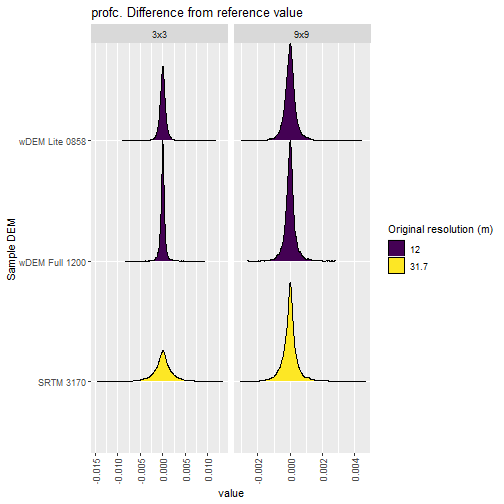 profc. Difference from reference value
3x3
9x9
Sample DEM
wDEM Lite 0858
wDEM Full 1200
SRTM 3170
-0.015
-0.010
-0.005
0.000
0.005
0.010
-0.002
0.000
0.002
0.004
value
Original resolution (m)
12
31.7